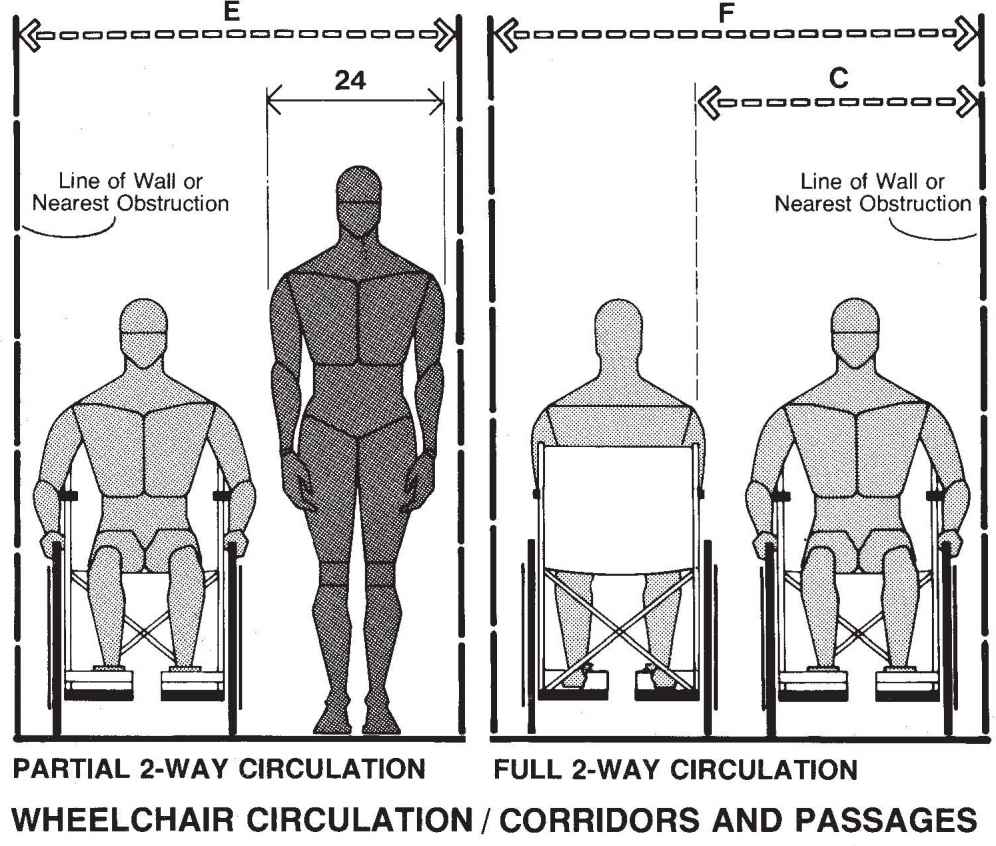 E
24
Line of Wall or
Nearest Obstruction
PARTIAL 2-WAY CIRCULATION
F
C
Line of Wall or
Nearest Obstruction
FULL 2-WAY CIRCULATION
WHEELCHAIR CIRCULATION / CORRIDORS AND PASSAGES